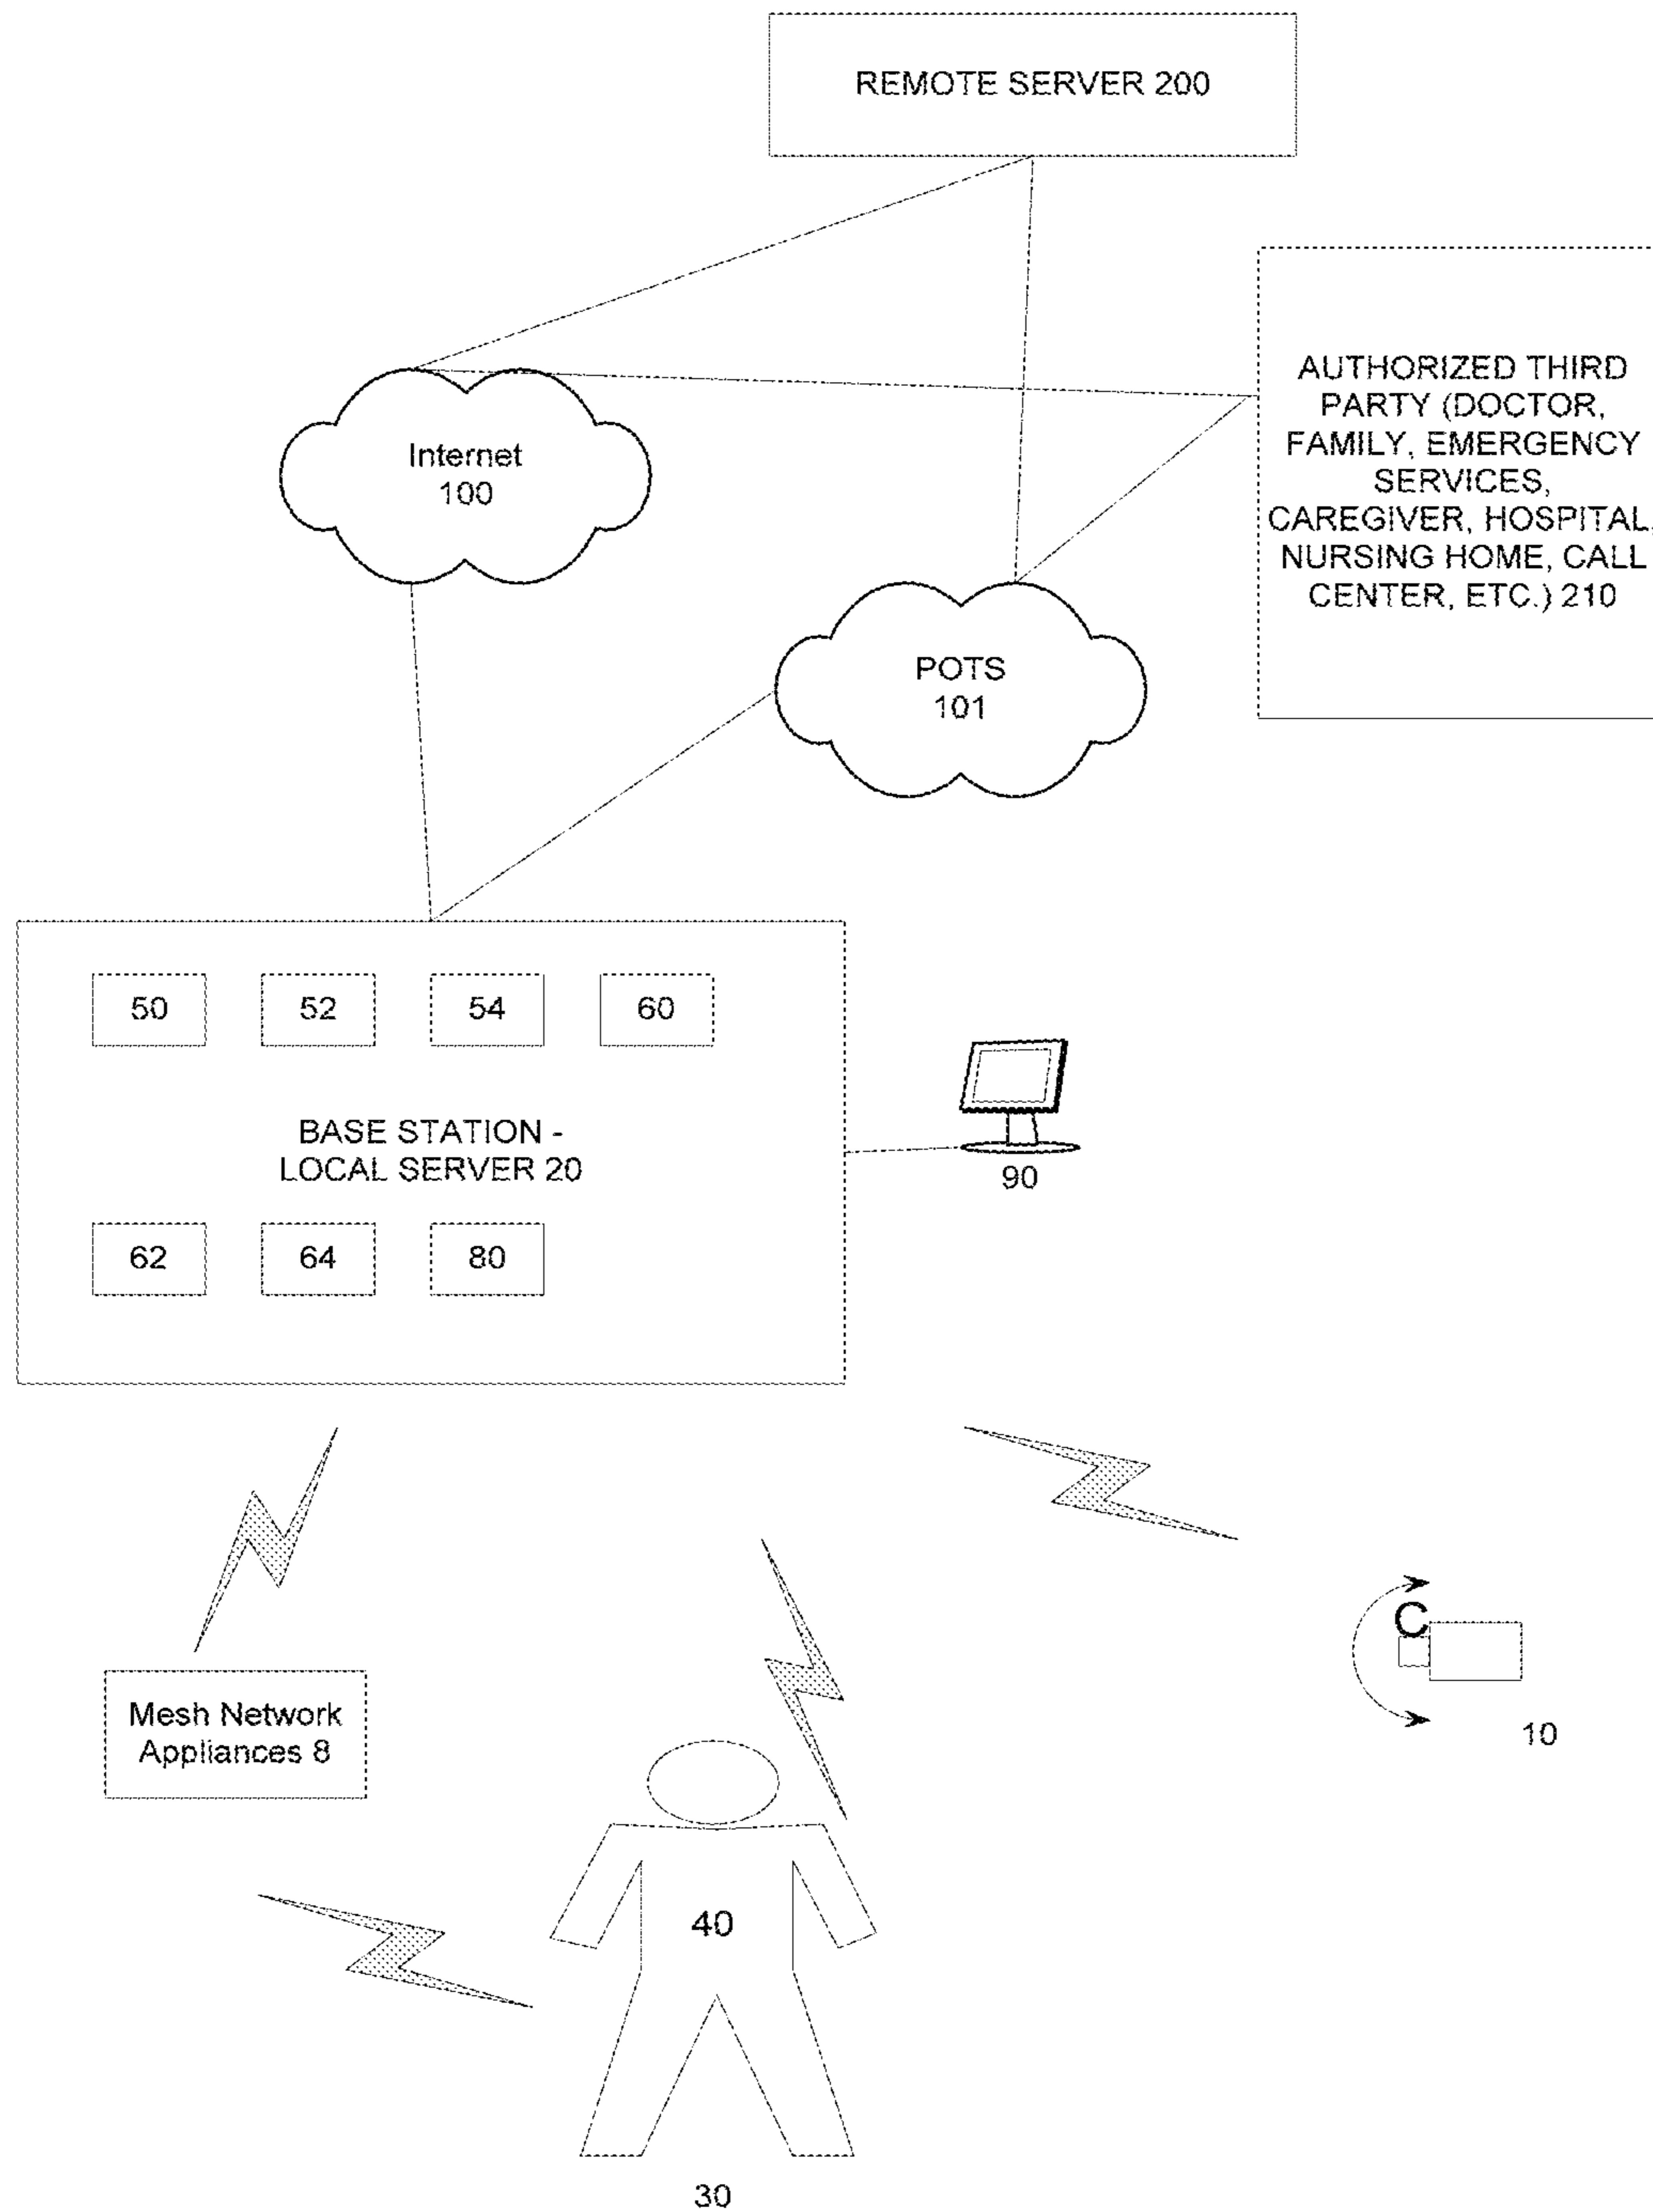 REMOTE SERVER 200
AUTHORIZED THIRD
PARTY (DOCTOR,
FAMILY, EMERGENCY
SERVICES,
CAREGIVER, HOSPITAL,
NURSING HOME, CALL
CENTER, ETC.) 210
Internet
100
POTS
101
50
52
54
60
BASE STATION -
LOCAL SERVER 20
90
62
64
80
C
10
Mesh Network
Appliances 8
40
30